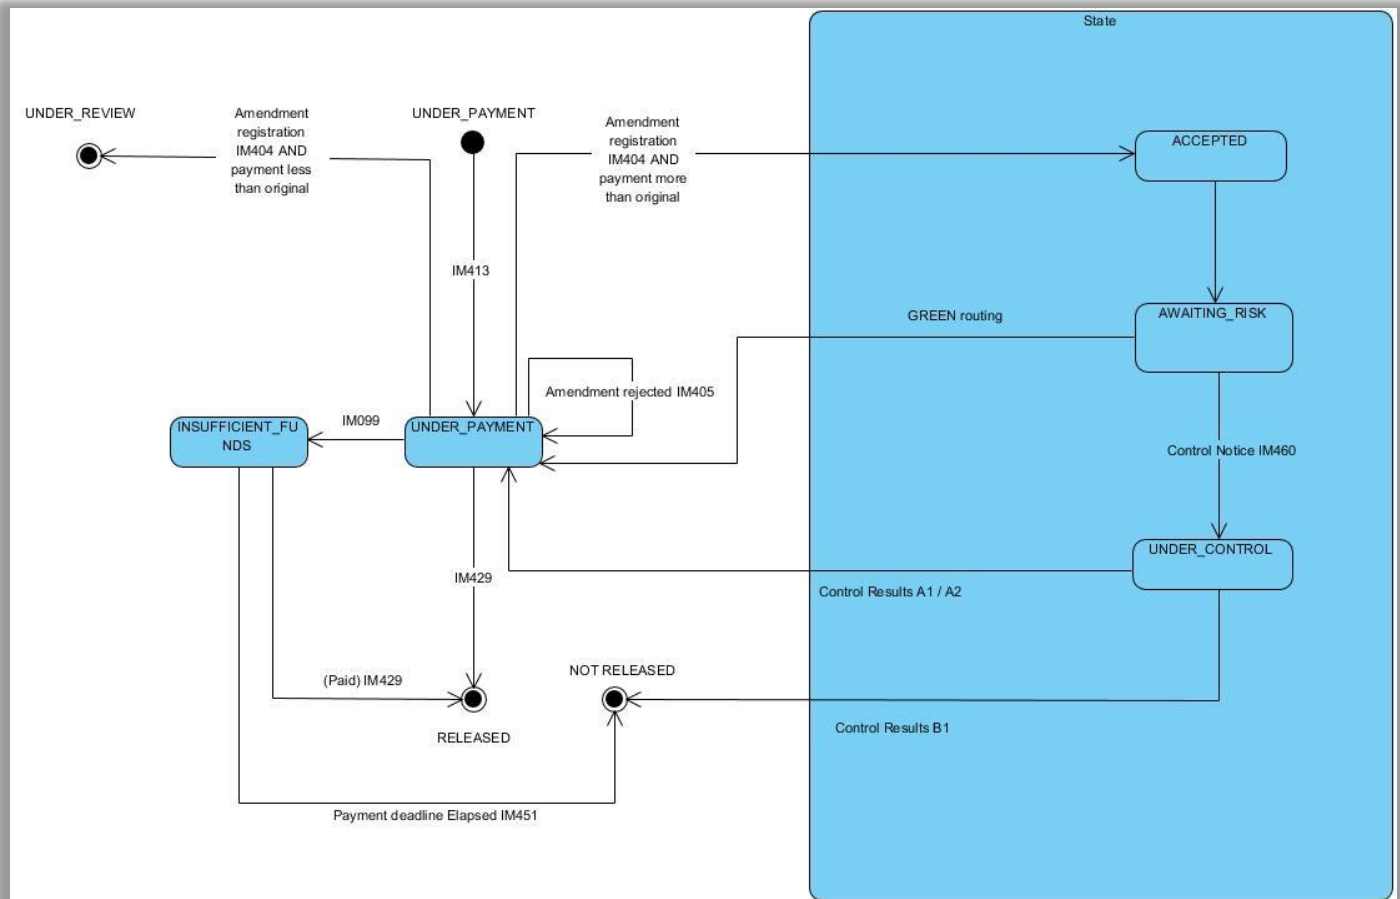 State
UNDER_REVIEW
Amendment
registration
IM404 AND
payment less
than original
UNDER_PAYMENT
Amendment
registration
IM404 AND
payment more
than original
ACCEPTED
IM413
GREEN routing
AWAITING_RISK
Amendment rejected IM405
INSUFFICIENT_FU
NDS
IM099
UNDER_PAYMENT
Control Notice IM460
UNDER_CONTROL
IM429
Control Results A1 / A2
(Paid) IM429
NOT RELEASED
RELEASED
Control Results B1
Payment deadline Elapsed IM451